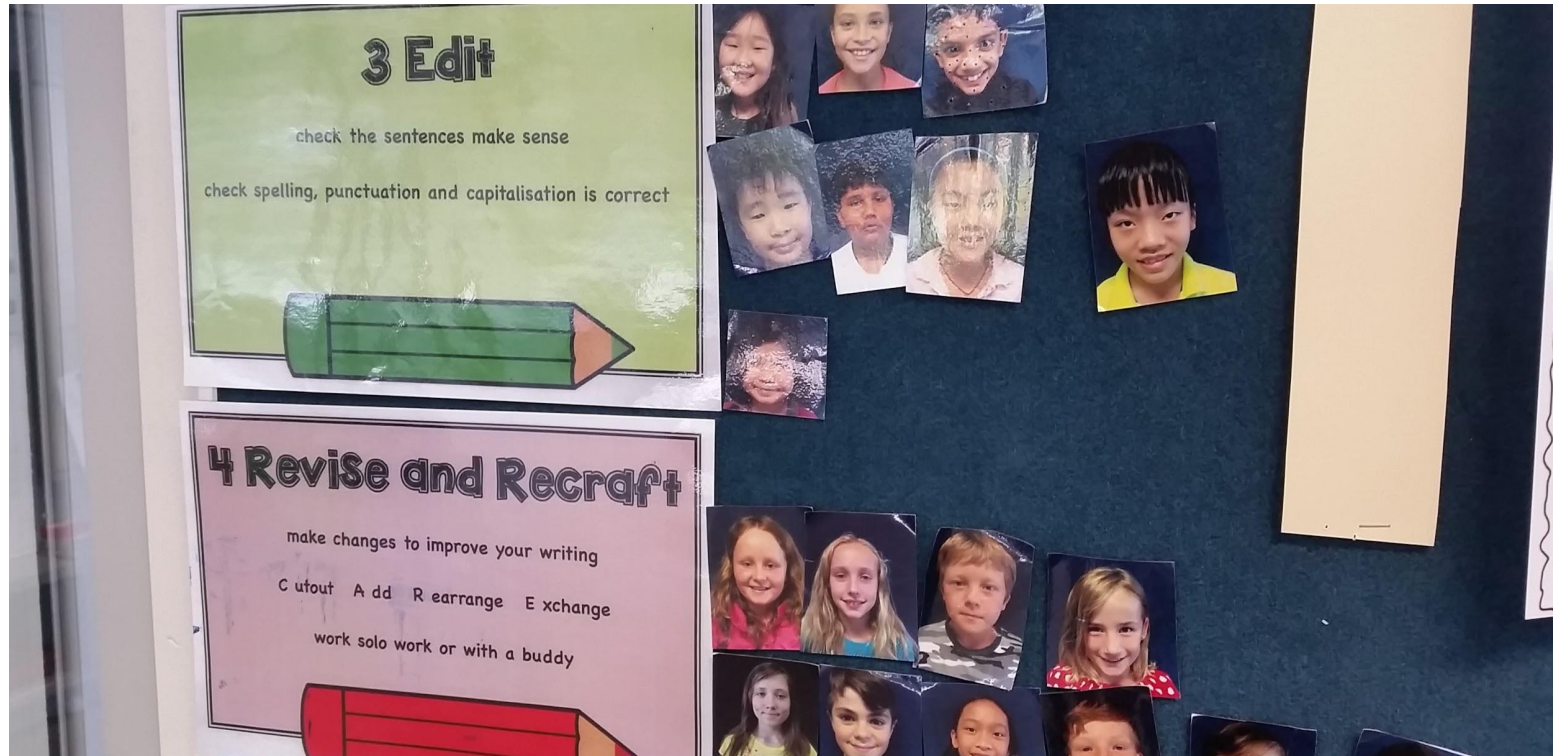 3 Edit
check the sentences make sense
check spelling, punctuation and capitalisation is correct
4 Revise and Recraft
make changes to improve your writing
C utout A dd R earrange E xchange
work solo work or with a buddy